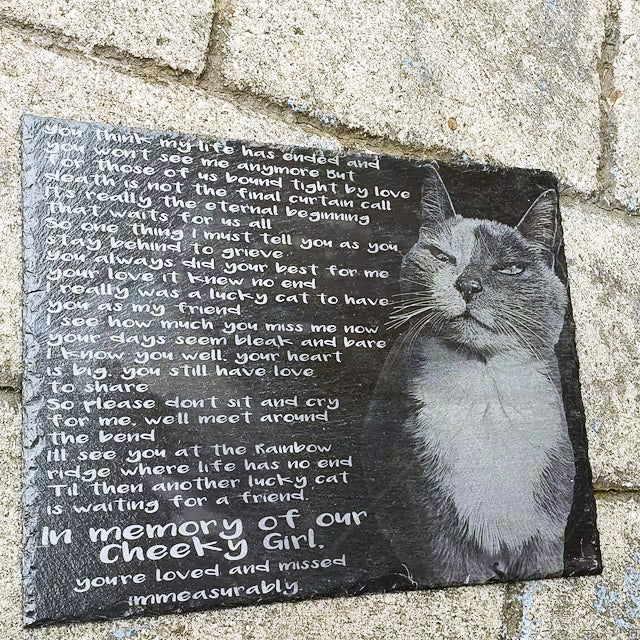 you think my life has ended and
you won't see me anymore But
for those of us bound tight by love
death is not the final curtain call
It's really the eternal beginning
That waits for us all
So one thing I must tell you as you
stay behind to grieve
you always did your best for me
your love it knew no end
I really was a lucky cat to have
you as my friend
I see how much you miss me now
your days seem bleak and bare
I know you well. your heart
is big. you still have love
to share
So please don't sit and cry
for me. we'll meet around
the bend
I'll see you at the Rainbow
ridge where life has no end
Til then another lucky cat
is waiting for a friend.
In memory of our
Cheeky Girl.
you're loved and missed
immeasurably